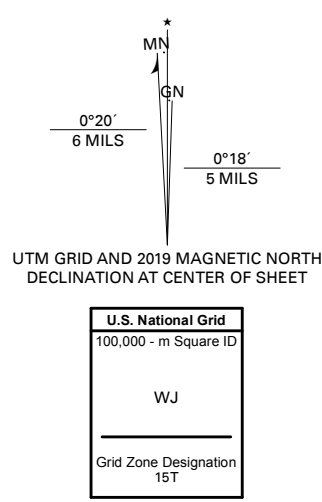 ★
MN
GN
0°20´
6 MILS
0°18´
5 MILS
UTM GRID AND 2019 MAGNETIC NORTH
DECLINATION AT CENTER OF SHEET
U.S. National Grid
100,000 - m Square ID
WJ
Grid Zone Designation
15T